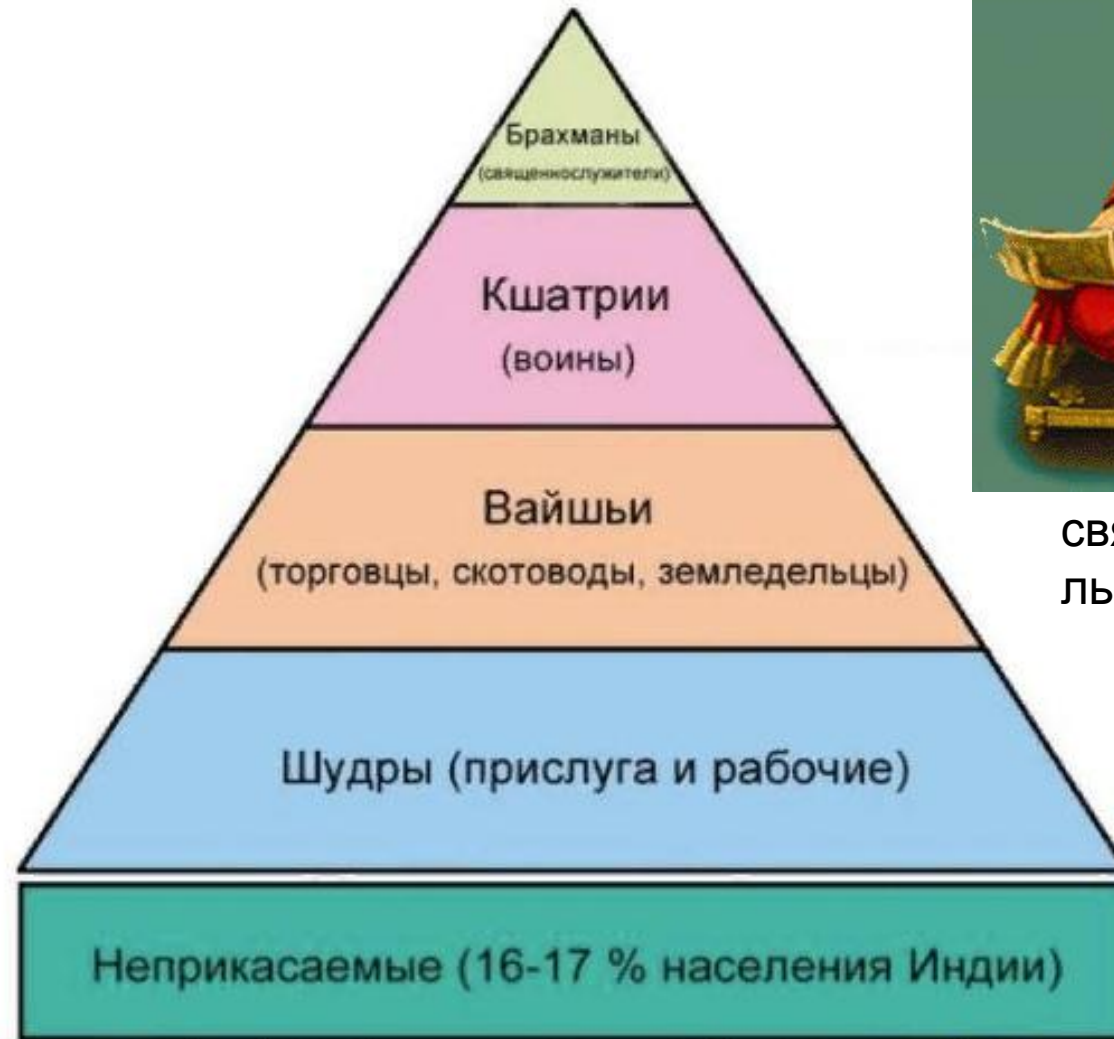 Брахманы
(священнослужители)
Кшатрии
(воины)
Вайшьи
(торговцы, скотоводы, земледельцы)
Шудры (прислуга и рабочие)
Неприкасаемые (16-17 % населения Индии)